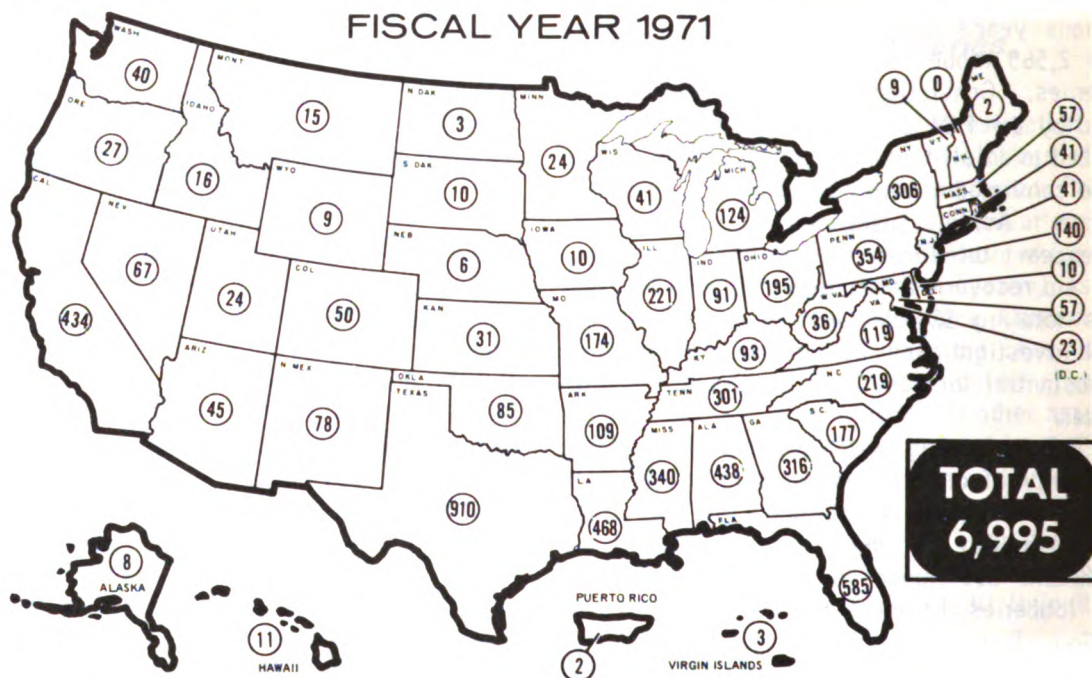 FISCAL YEAR 1971
WASH
40
MONT
15
N DAK
3
MINN
24
ORE
27
IDAHO
16
WYO
9
S DAK
10
WIS
41
MICH
124
NY
306
VT
9
N.H.
0
ME.
2
MASS.
57
41
CONN.
41
N.J.
140
10
57
23
(D.C.)
CAL
434
NEV
67
UTAH
24
COL
50
NEB
6
KAN
31
IOWA
10
MO
174
ILL
221
IND
91
OHIO
195
PENN
354
W.VA.
36
MD.
DEL
VA.
119
KY.
93
TENN
301
N.C.
219
S.C.
177
ARIZ
45
N MEX
78
OKLA
85
TEXAS
910
ARK
109
LA
468
MISS
340
ALA
438
GA
316
FLA
585
TOTAL
6,995
8
ALASKA
11
HAWAII
PUERTO RICO
2
3
VIRGIN ISLANDS
ions year
2,565